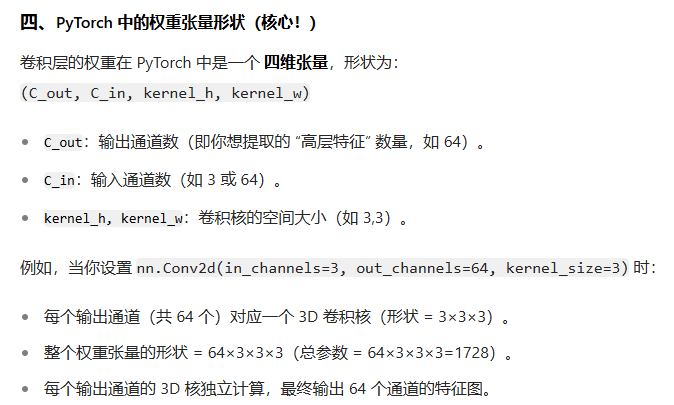 四、PyTorch 中的权重张量形状（核心！）
卷积层的权重在 PyTorch 中是一个 四维张量，形状为：
(C_out, C_in, kernel_h, kernel_w)
• C_out：输出通道数（即你想提取的 “高层特征” 数量，如 64）。
• C_in：输入通道数（如 3 或 64）。
• kernel_h, kernel_w：卷积核的空间大小（如 3,3）。
例如，当你设置 nn.Conv2d(in_channels=3, out_channels=64, kernel_size=3) 时：
• 每个输出通道（共 64 个）对应一个 3D 卷积核（形状 = 3×3×3）。
• 整个权重张量的形状 = 64×3×3×3（总参数 = 64×3×3×3=1728）。
• 每个输出通道的 3D 核独立计算，最终输出 64 个通道的特征图。